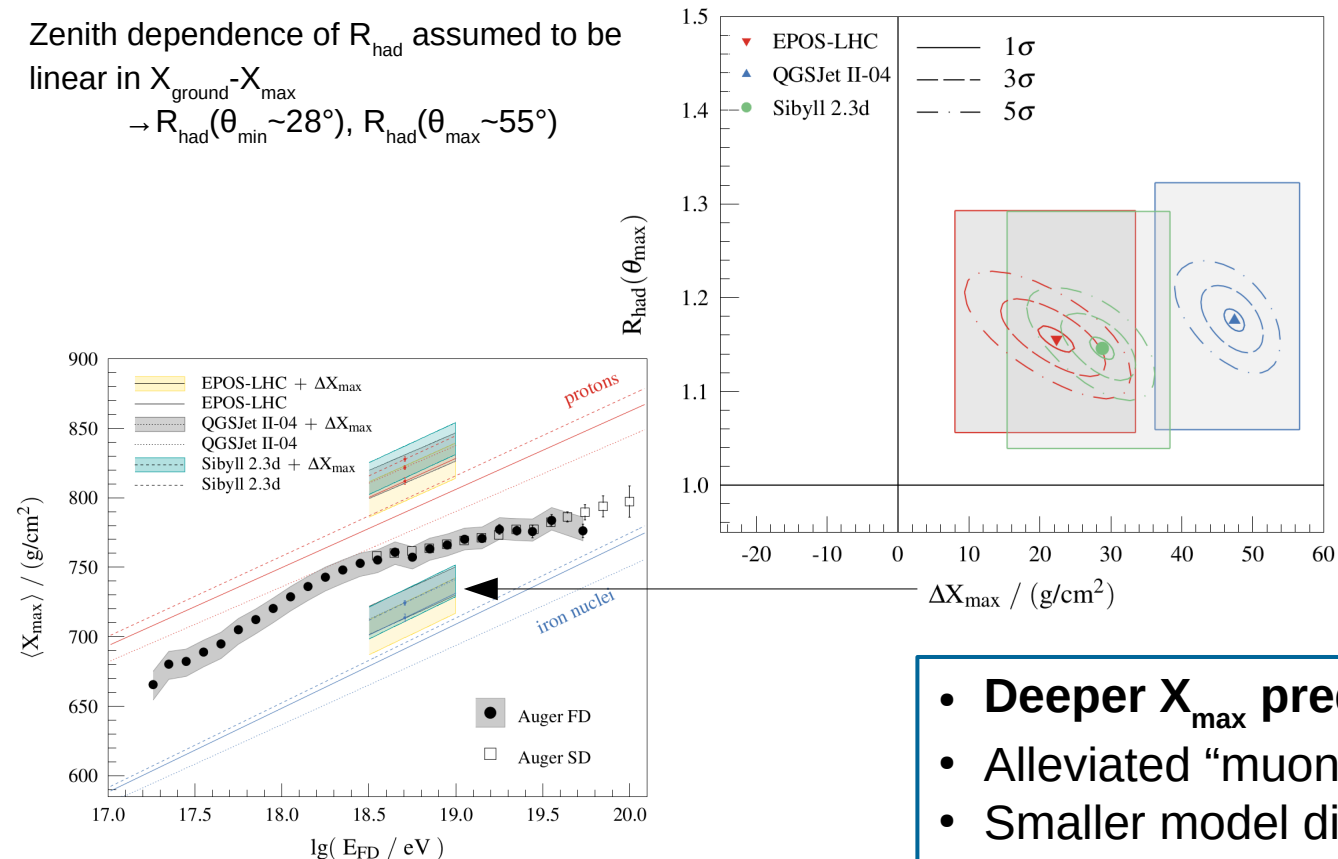 Zenith dependence of R_had assumed to be
linear in X_ground-X_max
→R_had(θ_min~28°), R_had(θ_max~55°)
R_had(θ_max)
1.5
1.4
1.3
1.2
1.1
1.0
▼ EPOS-LHC
▲ QGSJet II-04
● Sibyll 2.3d
1σ
3σ
5σ
-20 -10 0 10 20 30 40 50 60
ΔX_max / (g/cm²)
⟨X_max⟩ / (g/cm²)
900
850
800
750
700
650
600
EPOS-LHC + ΔX_max
EPOS-LHC
QGSJet II-04 + ΔX_max
QGSJet II-04
Sibyll 2.3d + ΔX_max
Sibyll 2.3d
protons
iron nuclei
Auger FD
Auger SD
17.0 17.5 18.0 18.5 19.0 19.5 20.0
lg( E_FD / eV )
• Deeper X_max
• Alleviated “muon
• Smaller model